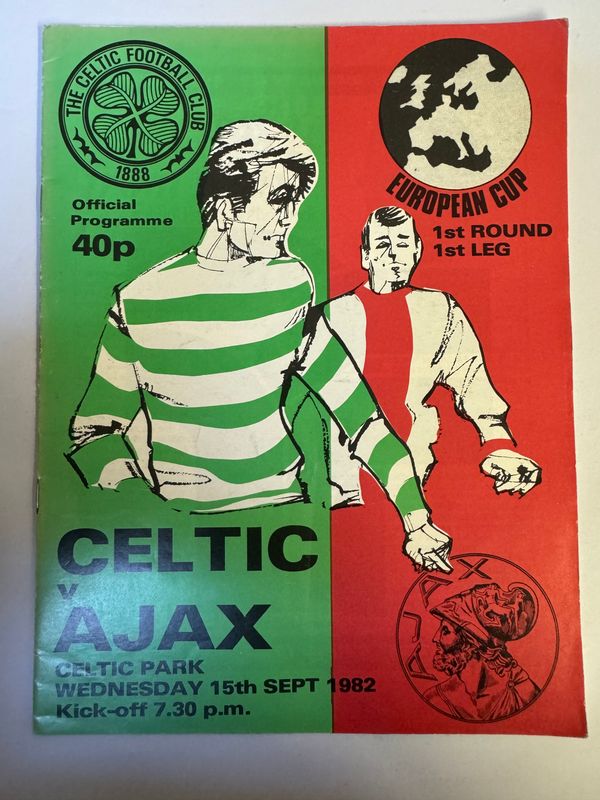 THE CELTIC FOOTBALL CLUB
1888
Official
Programme
40p
EUROPEAN CUP
1st ROUND
1st LEG
CELTIC
v
AJAX
CELTIC PARK
WEDNESDAY 15th SEPT 1982
Kick-off 7.30 p.m.
AJAX
AJAX